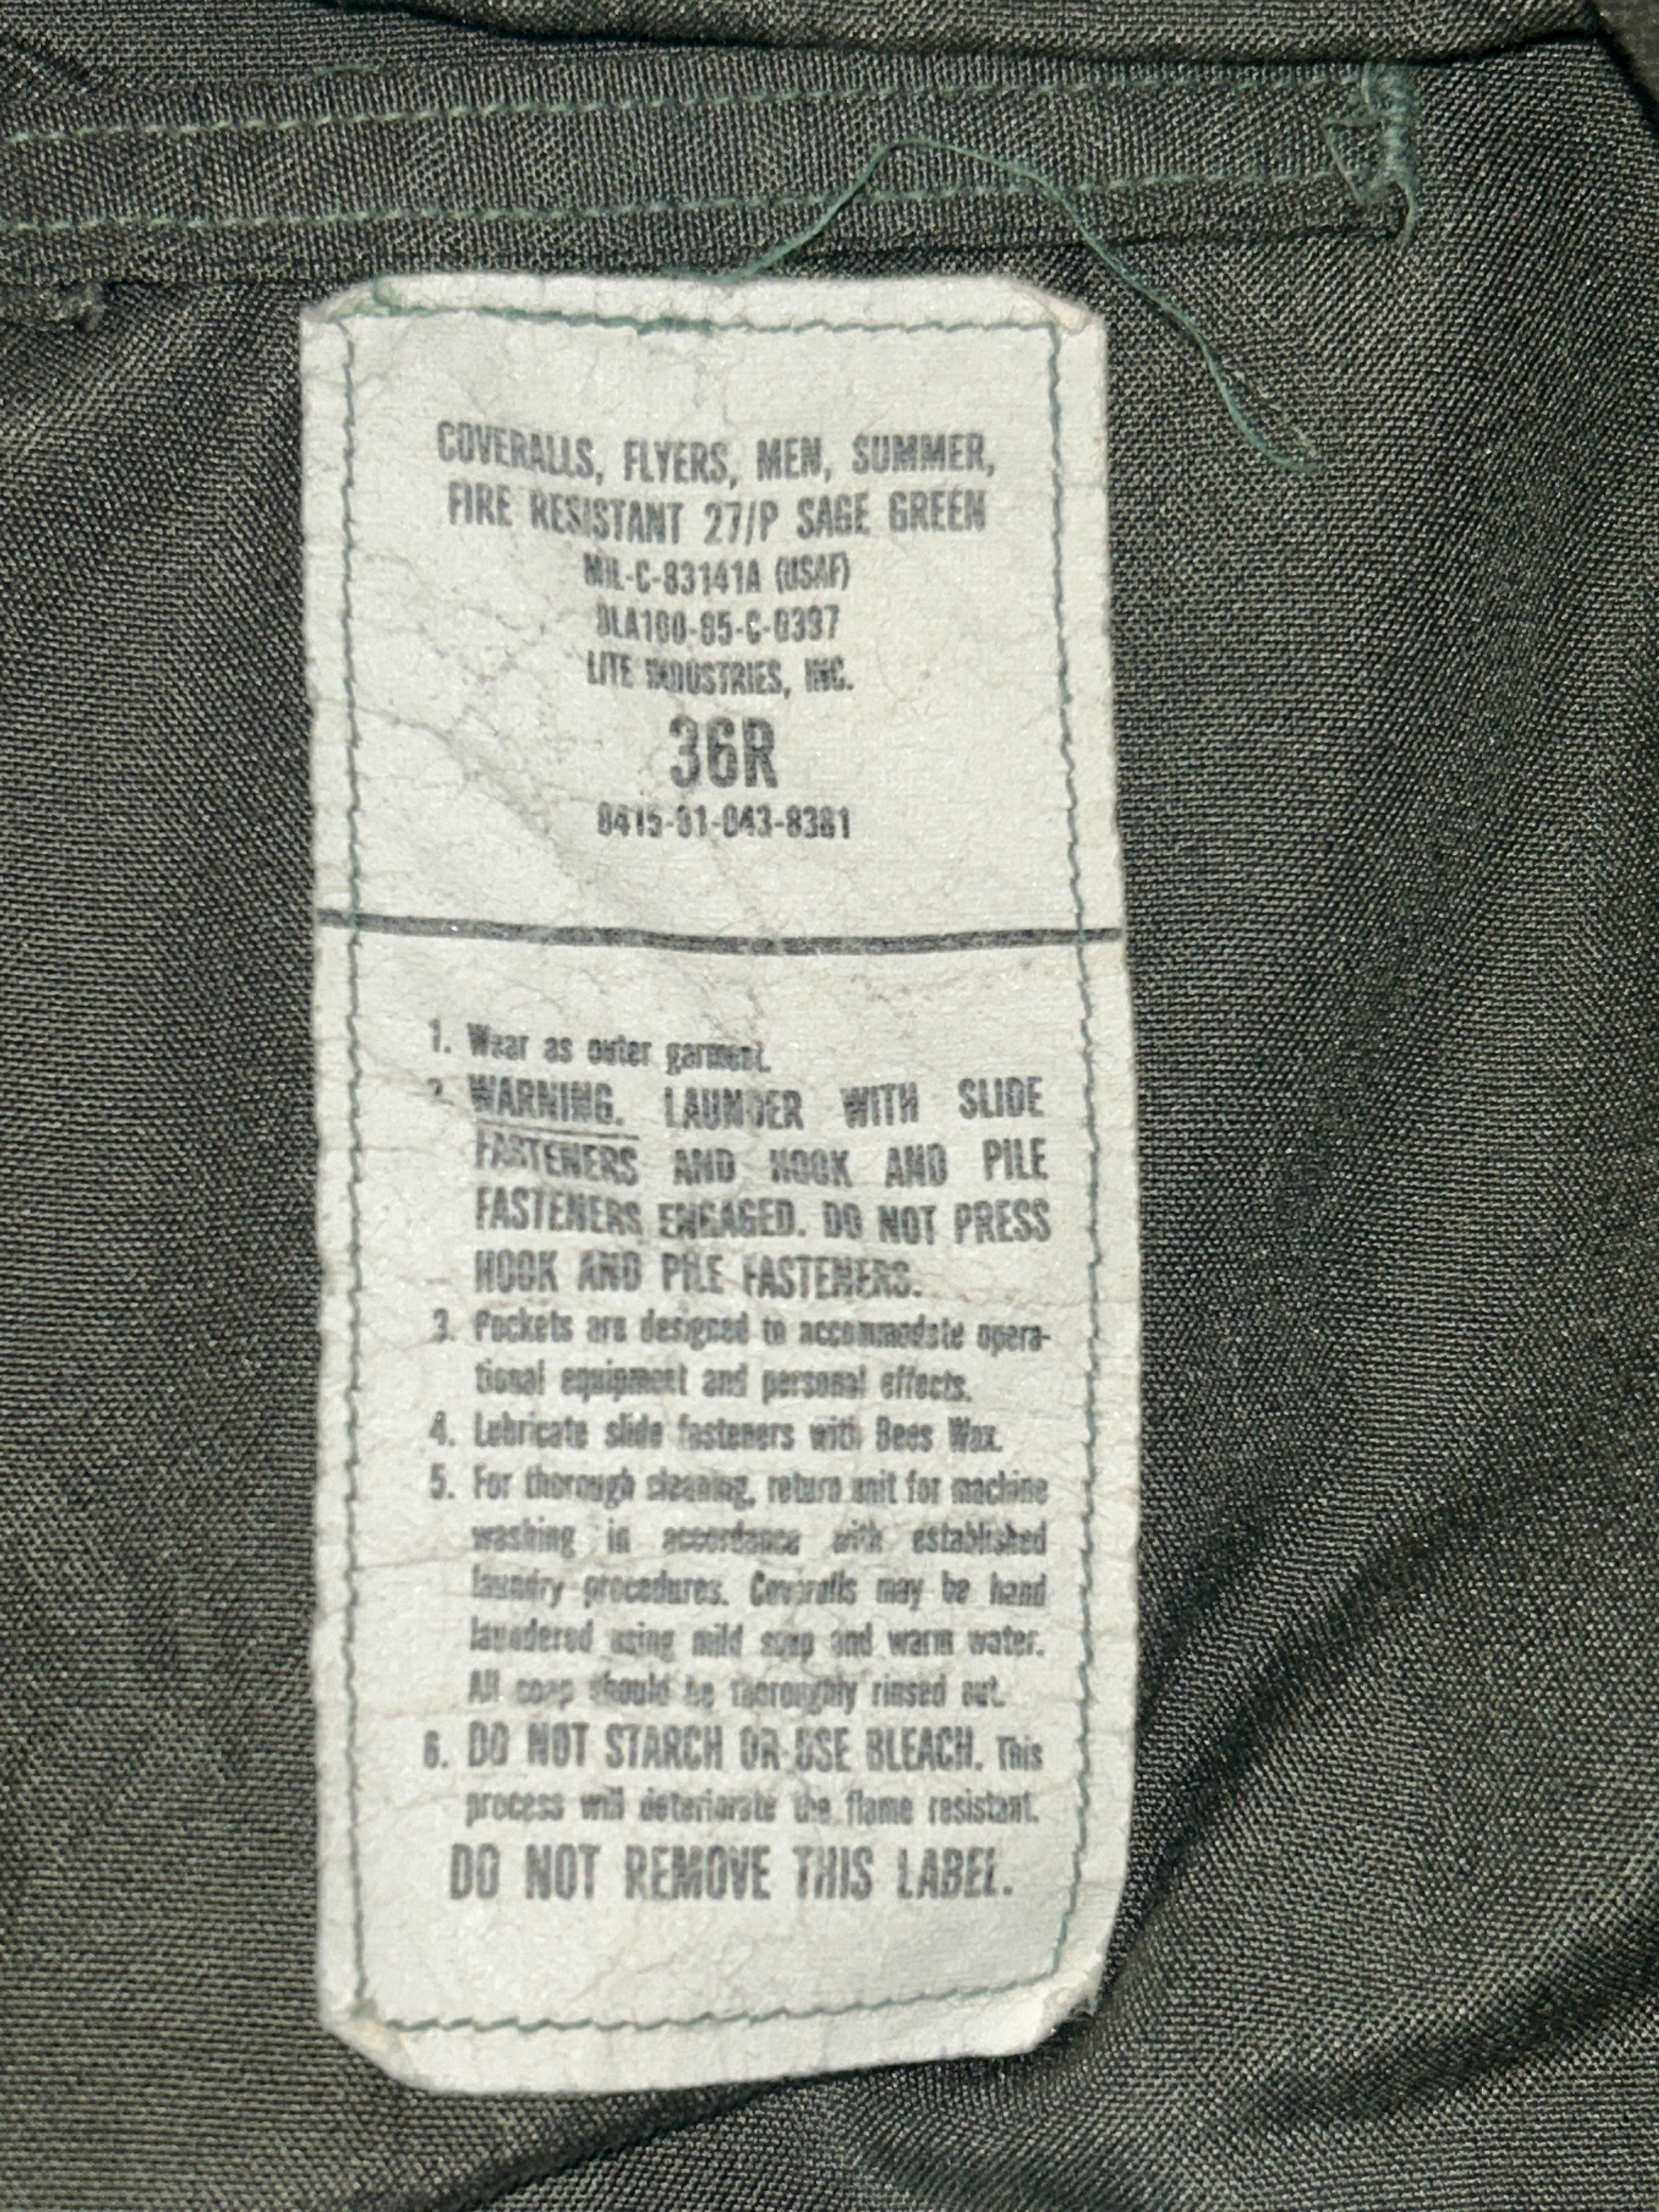 COVERALLS, FLYERS, MEN, SUMMER,
FIRE RESISTANT 27/P SAGE GREEN
MIL-C-83141A (USAF)
DLA100-85-C-0397
LITE INDUSTRIES, INC.
36R
8415-01-043-8381
1. Wear as outer garment.
2. WARNING. LAUNDER WITH SLIDE
FASTENERS AND HOOK AND PILE
FASTENERS ENGAGED. DO NOT PRESS
HOOK AND PILE FASTENERS.
3. Pockets are designed to accommodate opera-
tional equipment and personal effects.
4. Lubricate slide fasteners with Bees Wax.
5. For thorough cleaning, return unit for machine
washing in accordance with established
laundry procedures. Coveralls may be hand
laundered using mild soap and warm water.
All soap should be thoroughly rinsed out.
6. DO NOT STARCH OR USE BLEACH. This
process will deteriorate the flame resistant.
DO NOT REMOVE THIS LABEL.